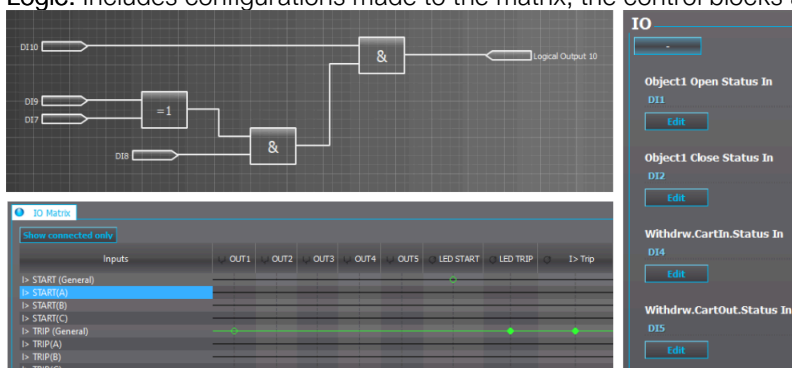 Logic: Includes configurations made to the matrix, the control blocks
DI10
&
Logical Output 10
DI9
=1
DI7
DI8
&
IO Matrix
Show connected only
Inputs
OUT1
OUT2
OUT3
OUT4
OUT5
LED START
LED TRIP
I> Trip
I> START (General)
I> START(A)
I> START(B)
I> START(C)
I> TRIP (General)
I> TRIP(A)
I> TRIP(B)
IO
-
Object1 Open Status In
DI1
Edit
Object1 Close Status In
DI2
Edit
Withdrw.CartIn.Status In
DI4
Edit
Withdrw.CartOut.Status In
DI5
Edit